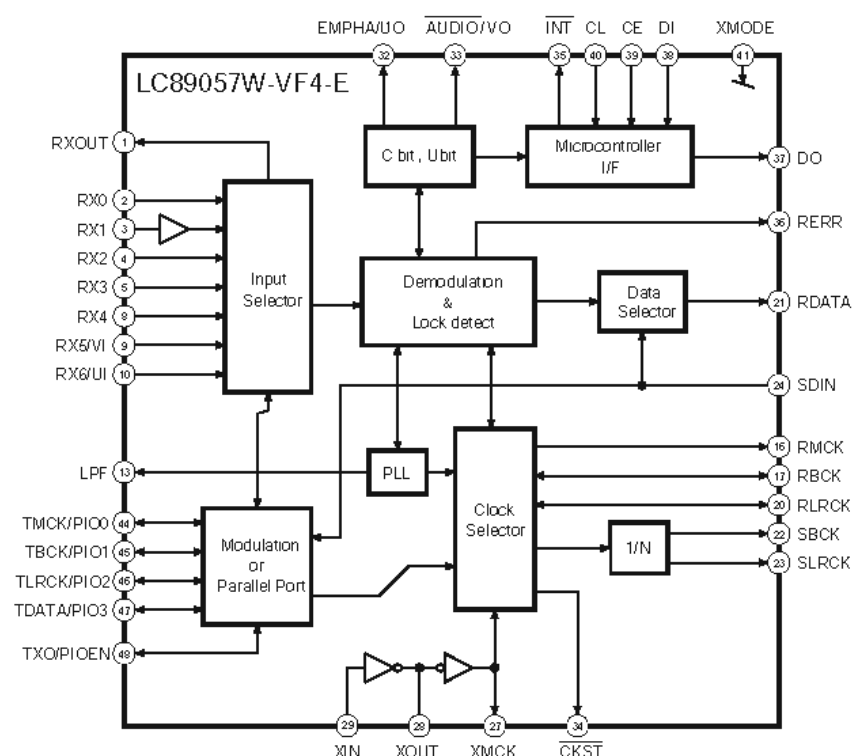 EMPHA/UO
AUDIO/VO
INT
CL
CE
DI
XMODE
32
33
35
40
39
38
41
LC89057W-VF4-E
RXOUT
1
C bit, Ubit
Microcontroller
I/F
37
DO
RX0
2
36
RERR
RX1
3
RX2
4
RX3
5
Input
Selector
Demodulation
&
Lock detect
Data
Selector
21
RDATA
RX4
8
RX5/VI
9
RX6/UI
10
24
SDIN
16
RMCK
LPF
13
PLL
17
RBCK
Clock
Selector
20
RLRCK
TMCK/PIO0
44
TBCK/PIO1
45
TLRCK/PIO2
46
TDATA/PIO3
47
Modulation
or
Parallel Port
1/N
22
SBCK
23
SLRCK
TXO/PIOEN
48
29
28
27
34
XIN
XOUT
XMCK
CKST